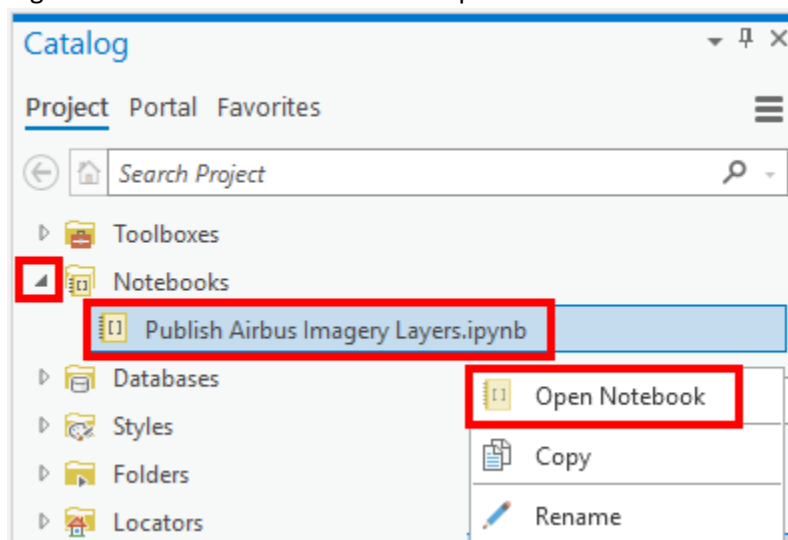 Catalog
Project Portal Favorites
Search Project
Toolboxes
Notebooks
Publish Airbus Imagery Layers.ipynb
Databases
Open Notebook
Styles
Copy
Folders
Rename
Locators